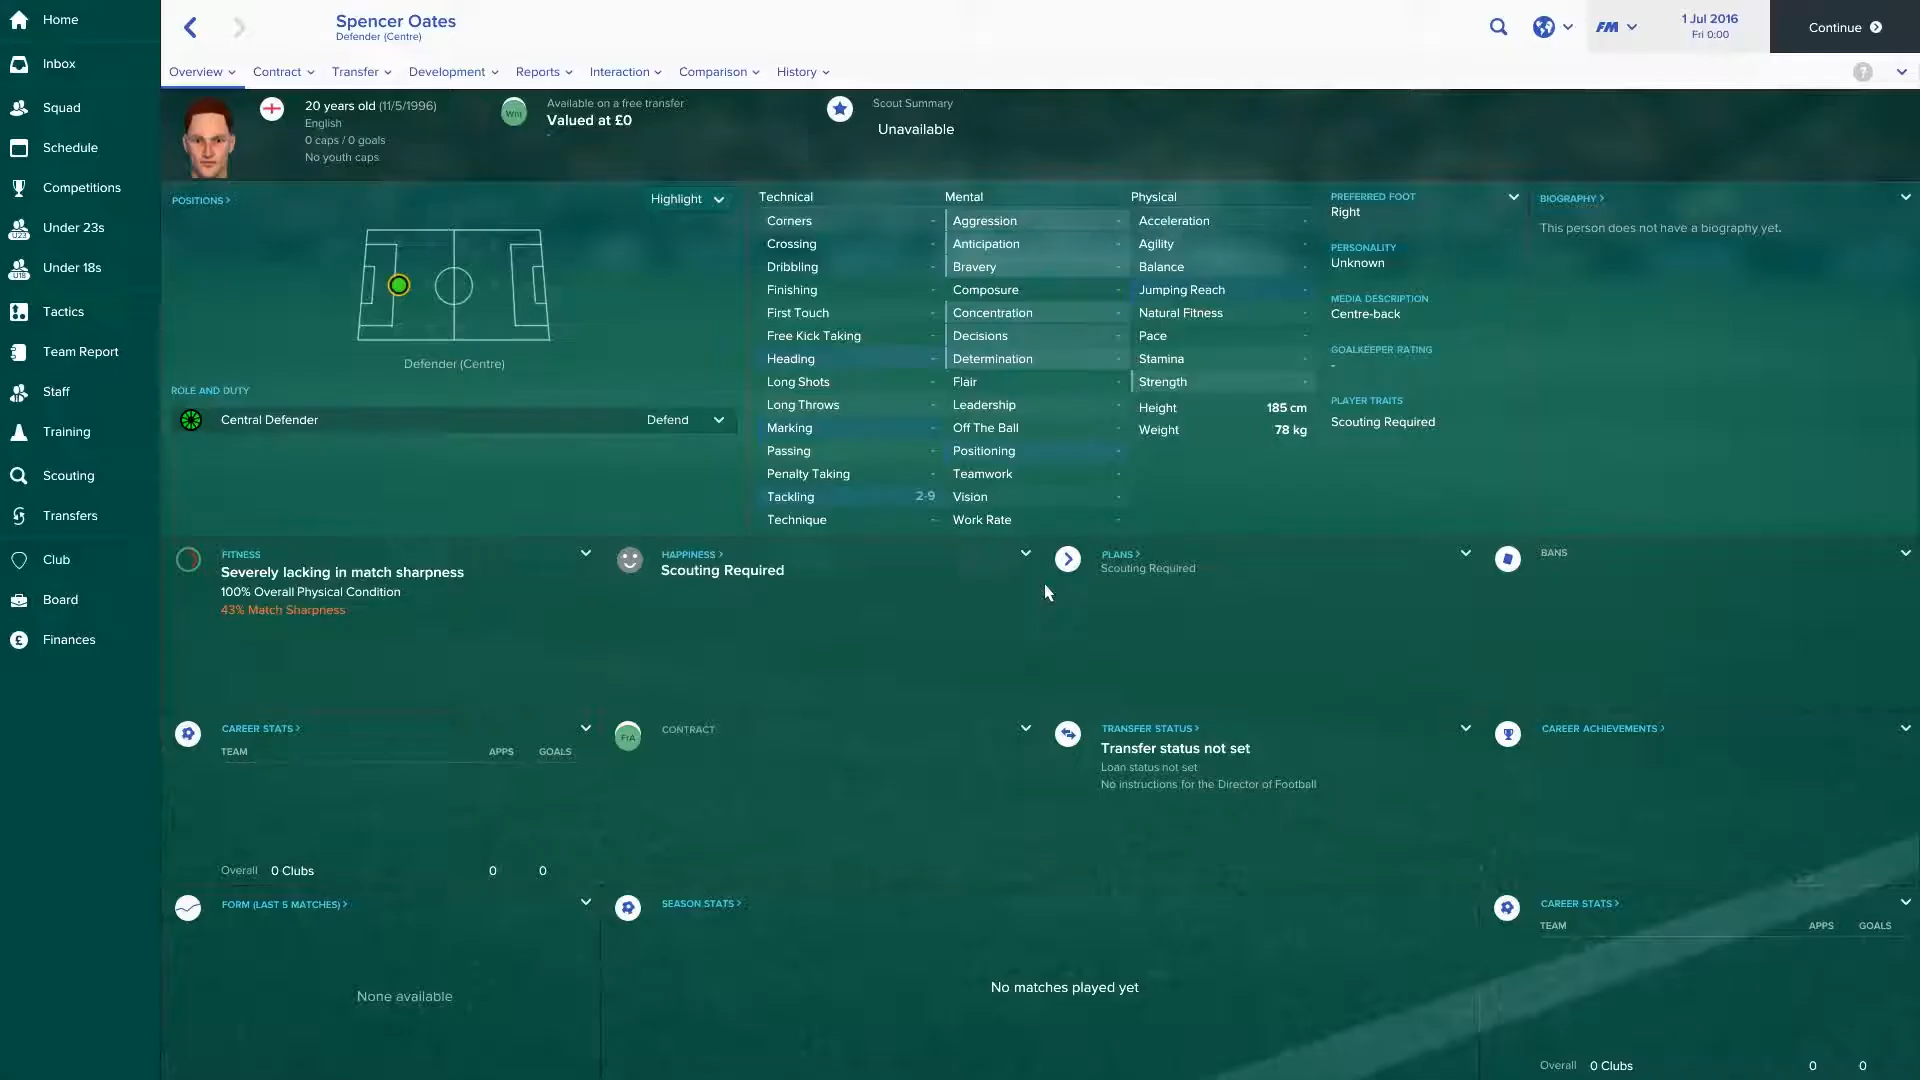 Home
Inbox
Squad
Schedule
Competitions
Under 23s
Under 18s
Tactics
Team Report
Staff
Training
Scouting
Transfers
Club
Board
Finances
Spencer Oates
Defender (Centre)
FM
1 Jul 2016
Fri 0:00
Continue
Overview
Contract
Transfer
Development
Reports
Interaction
Comparison
History
?
20 years old (11/5/1996)
English
0 caps / 0 goals
No youth caps
Wm
Available on a free transfer
Valued at £0
-
Scout Summary
Unavailable
POSITIONS >
Highlight
Defender (Centre)
ROLE AND DUTY
Central Defender
Defend
Technical
Corners -
Crossing -
Dribbling -
Finishing -
First Touch -
Free Kick Taking -
Heading -
Long Shots -
Long Throws -
Marking -
Passing -
Penalty Taking -
Tackling 2-9
Technique -
Mental
Aggression -
Anticipation -
Bravery -
Composure -
Concentration -
Decisions -
Determination -
Flair -
Leadership -
Off The Ball -
Positioning -
Teamwork -
Vision -
Work Rate -
Physical
Acceleration -
Agility -
Balance -
Jumping Reach -
Natural Fitness -
Pace -
Stamina -
Strength -
Height 185 cm
Weight 78 kg
PREFERRED FOOT
Right
PERSONALITY
Unknown
MEDIA DESCRIPTION
Centre-back
GOALKEEPER RATING
-
PLAYER TRAITS
Scouting Required
BIOGRAPHY >
This person does not have a biography yet.
FITNESS
Severely lacking in match sharpness
100% Overall Physical Condition
43% Match Sharpness
HAPPINESS >
Scouting Required
PLANS >
Scouting Required
BANS
CAREER STATS >
TEAM APPS GOALS
Overall 0 Clubs 0 0
FrA
CONTRACT
TRANSFER STATUS >
Transfer status not set
Loan status not set
No instructions for the Director of Football
CAREER ACHIEVEMENTS >
FORM (LAST 5 MATCHES) >
None available
SEASON STATS >
No matches played yet
CAREER STATS >
TEAM APPS GOALS
Overall 0 Clubs 0 0